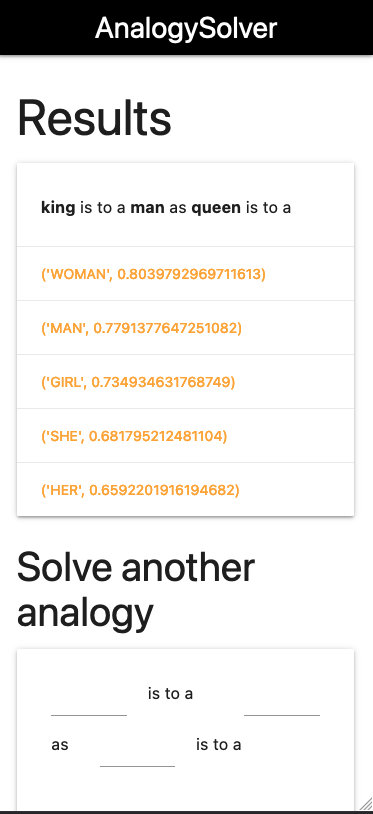 AnalogySolver
Results
king is to a man as queen is to a
('WOMAN', 0.8039792969711613)
('MAN', 0.7791377647251082)
('GIRL', 0.734934631768749)
('SHE', 0.681795212481104)
('HER', 0.6592201916194682)
Solve another
analogy
is to a
as is to a